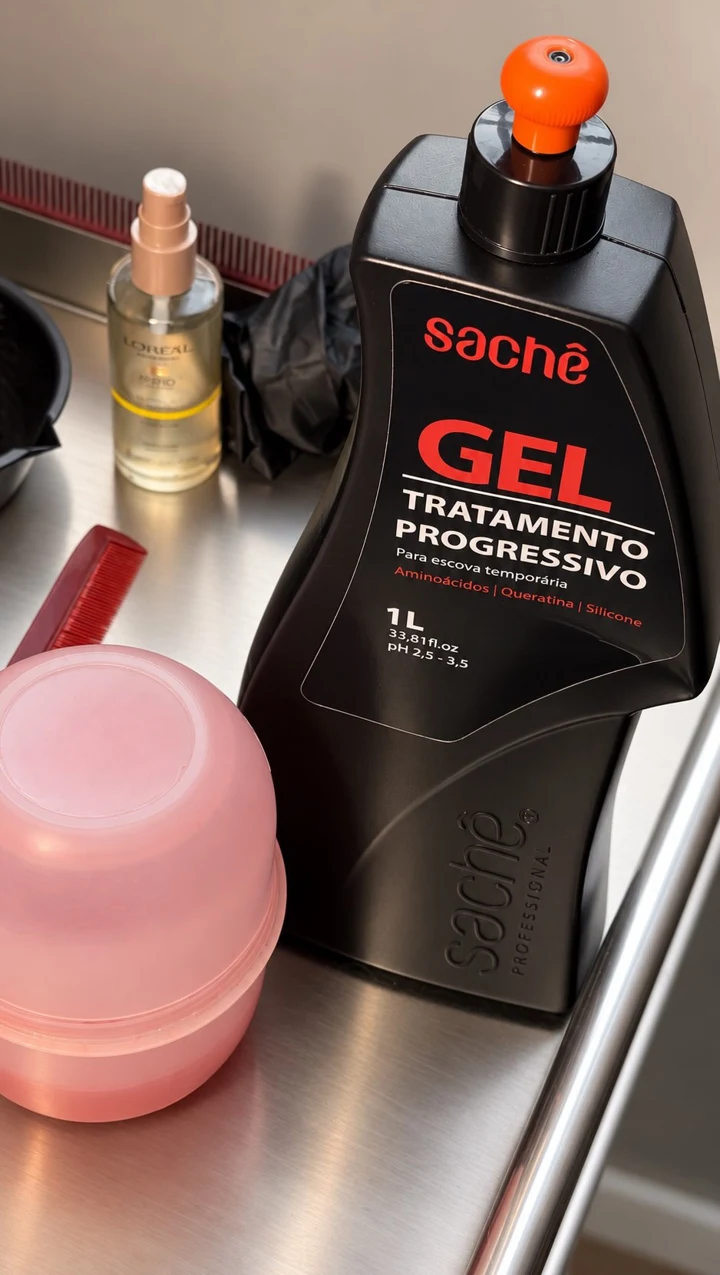 sachê
GEL
TRATAMENTO
PROGRESSIVO
Para escova temporária
Aminoácidos | Queratina | Silicone
1L
33,81fl.oz
pH 2,5 - 3,5
sachê
PROFESSIONAL
LOREAL